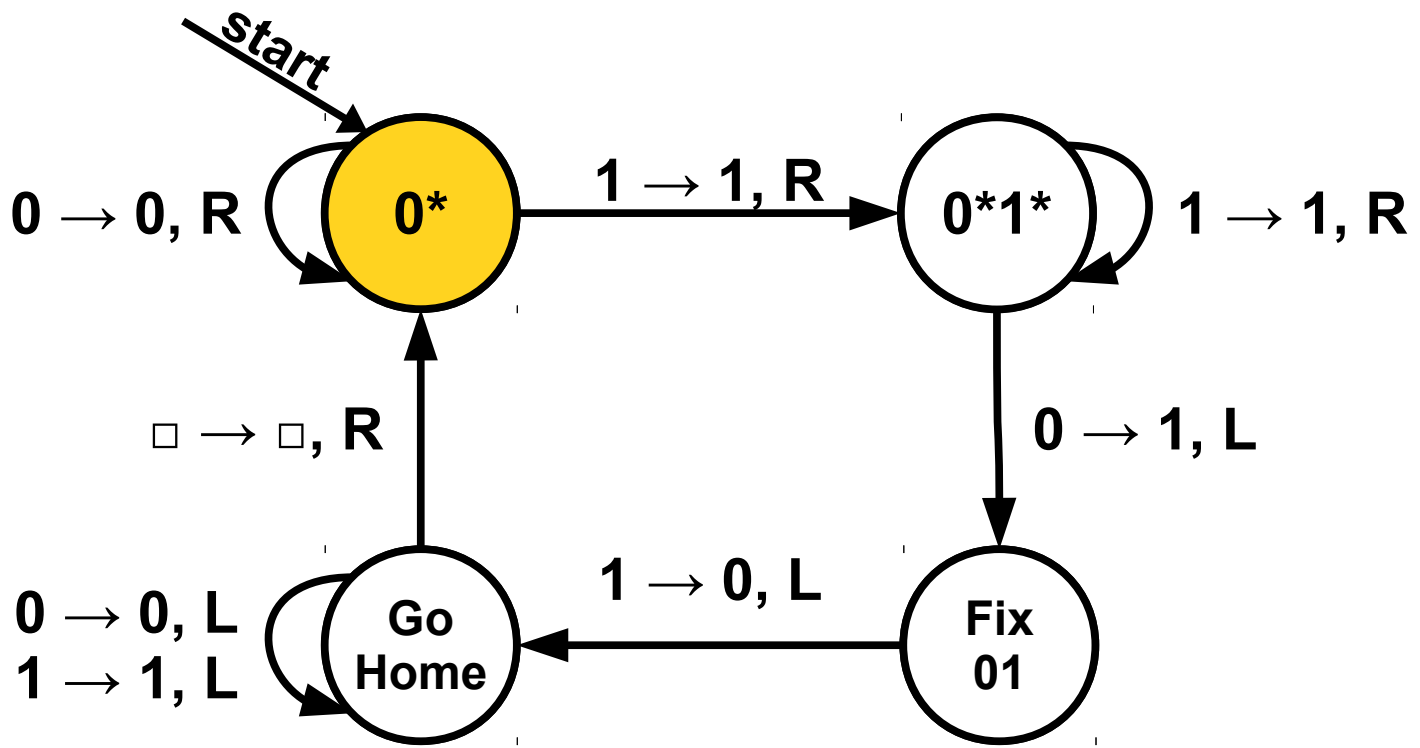 start
0 → 0, R
0*
1 → 1, R
0*1*
1 → 1, R
□ → □, R
0 → 1, L
0 → 0, L
1 → 1, L
Go
Home
1 → 0, L
Fix
01